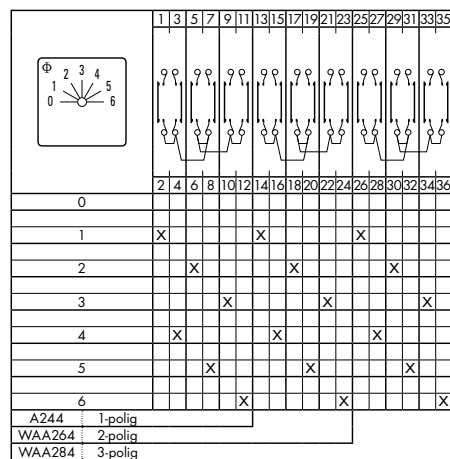 1 3 5 7 9 11 13 15 17 19 21 23 25 27 29 31 33 35
Φ
0 1 2 3 4 5 6
2 4 6 8 10 12 14 16 18 20 22 24 26 28 30 32 34 36
0
1 X X X
2 X X X
3 X X X
4 X X X
5 X X X
6 X X X
A244 1-polig
WAA264 2-polig
WAA284 3-polig